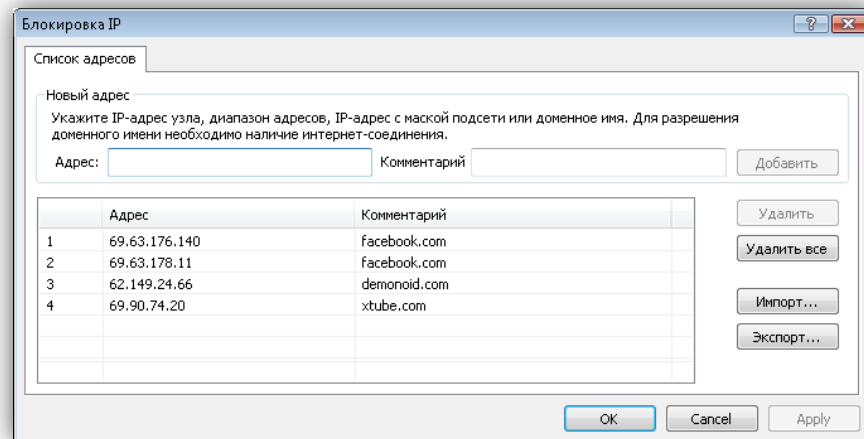 Блокировка IP
Список адресов
Новый адрес
Укажите IP-адрес узла, диапазон адресов, IP-адрес с маской подсети или доменное имя. Для разрешения
доменного имени необходимо наличие интернет-соединения.
Адрес: Комментарий Добавить
Адрес Комментарий Удалить
1 69.63.176.140 facebook.com Удалить все
2 69.63.178.11 facebook.com
3 62.149.24.66 demonoid.com
4 69.90.74.20 xtube.com Импорт...
Экспорт...
OK Cancel Apply